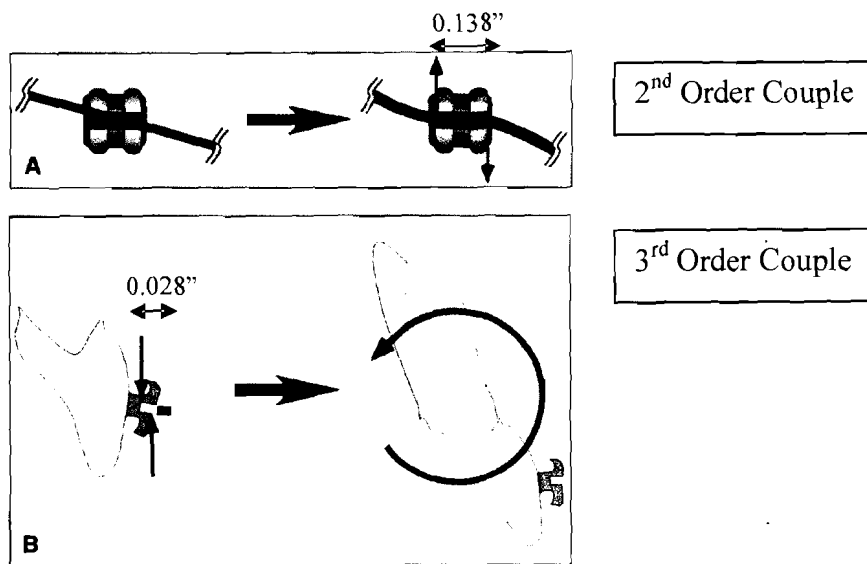 0.138”
2nd Order Couple
A
3rd Order Couple
0.028”
B